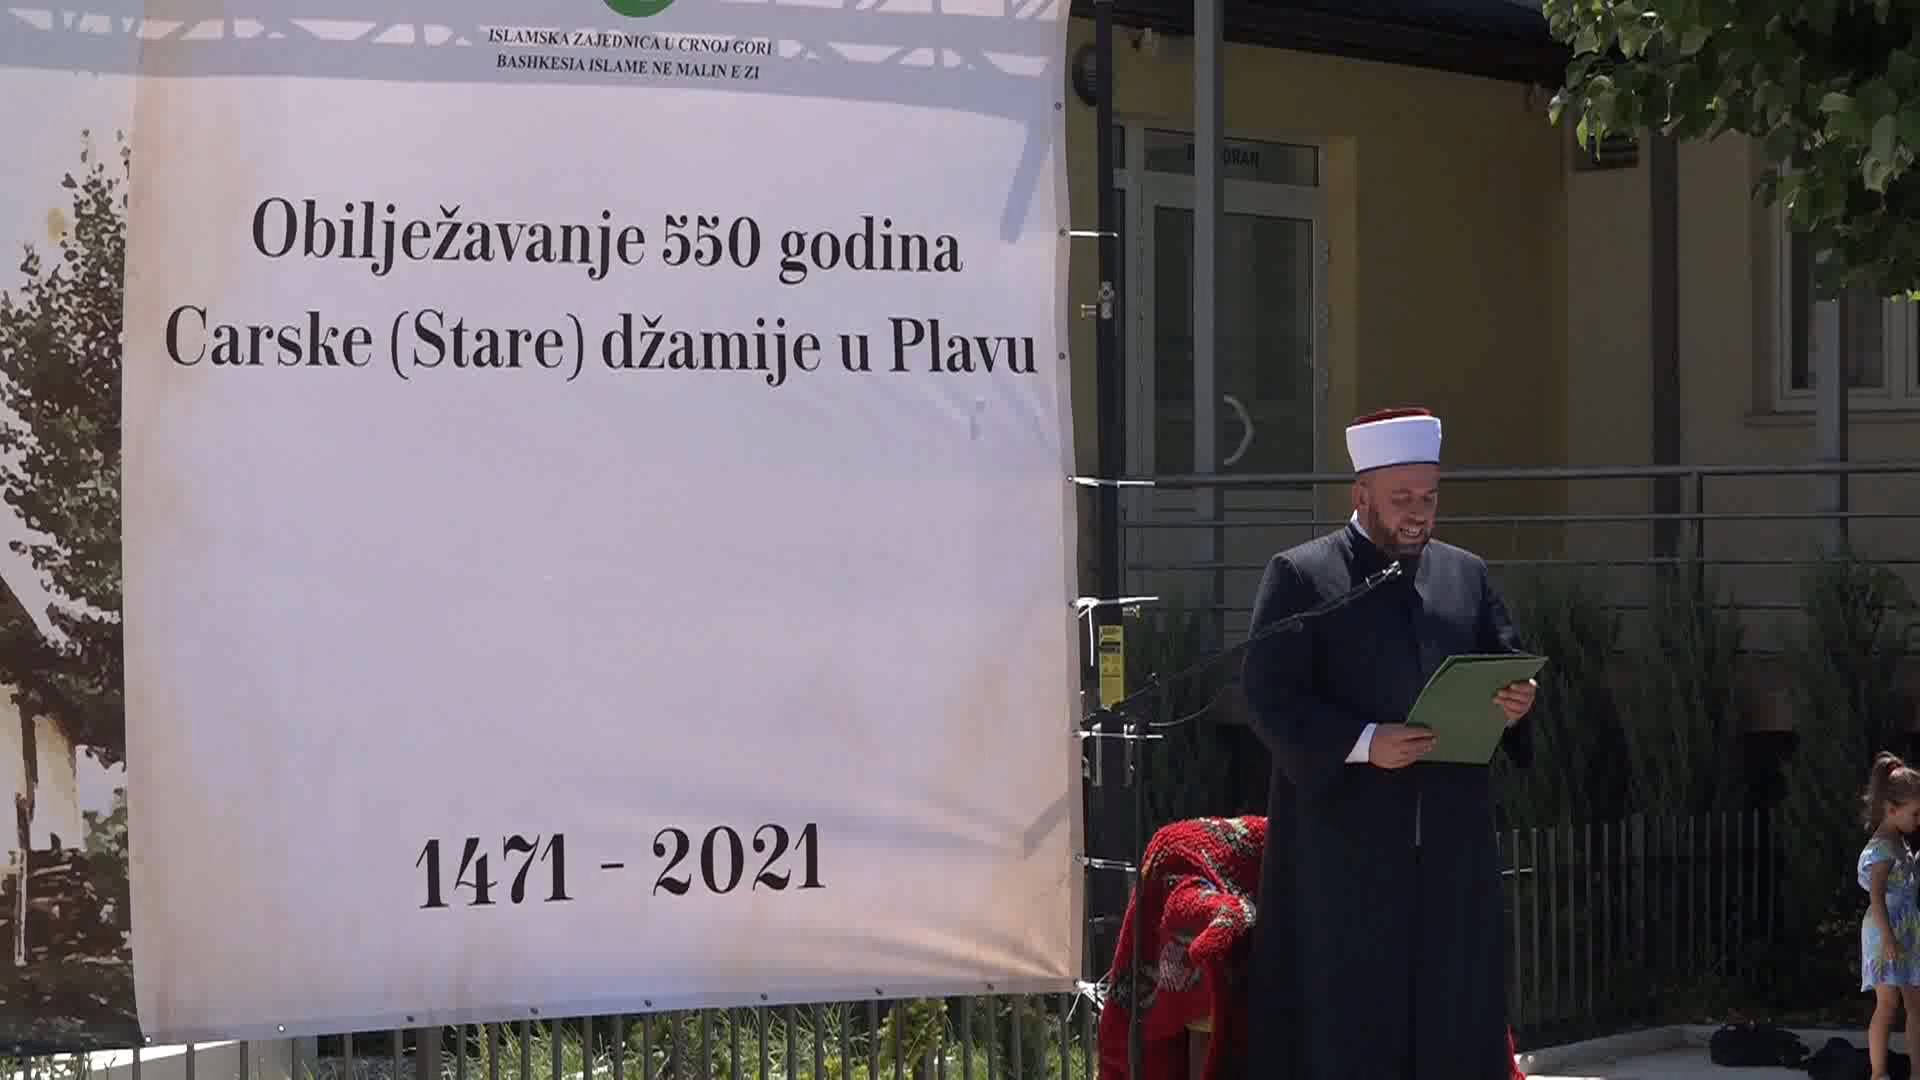 ISLAMSKA ZAJEDNICA U CRNOJ GORI
BASHKESIA ISLAME NE MALIN E ZI
Obilježavanje 550 godina
Carske (Stare) džamije u Plavu
1471 - 2021